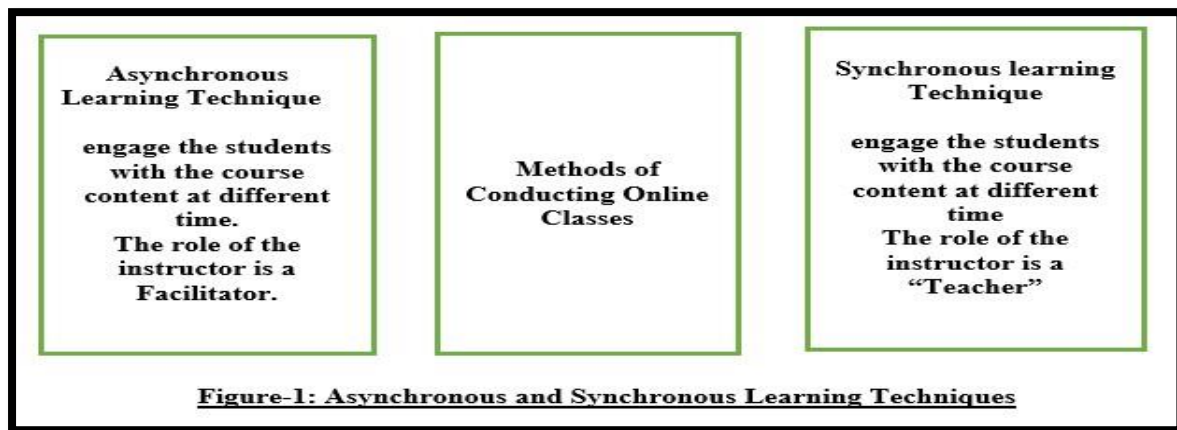 Asynchronous
Learning Technique
engage the students
with the course
content at different
time.
The role of the
instructor is a
Facilitator.
Methods of
Conducting Online
Classes
Synchronous learning
Technique
engage the students
with the course
content at different
time
The role of the
instructor is a
“Teacher”
Figure-1: Asynchronous and Synchronous Learning Techniques